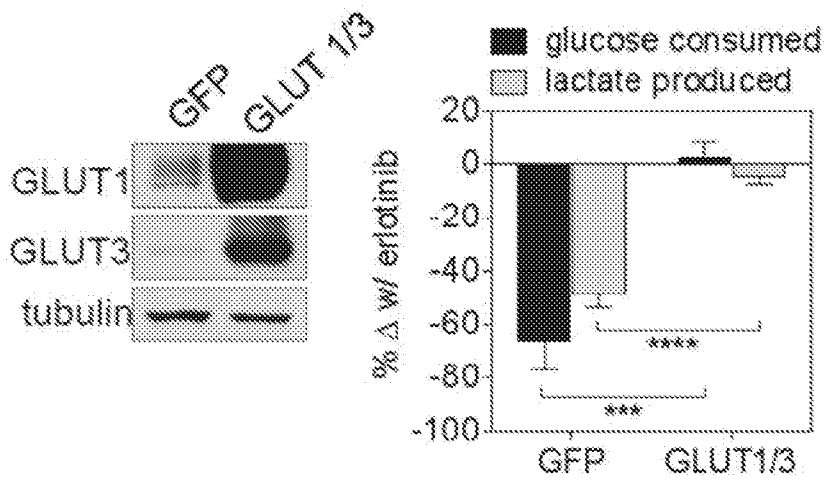 GFP
GLUT 1/3
GLUT1
GLUT3
tubulin
glucose consumed
lactate produced
% Δ w/ erlotinib
20
0
-20
-40
-60
-80
-100
****
***
GFP
GLUT1/3